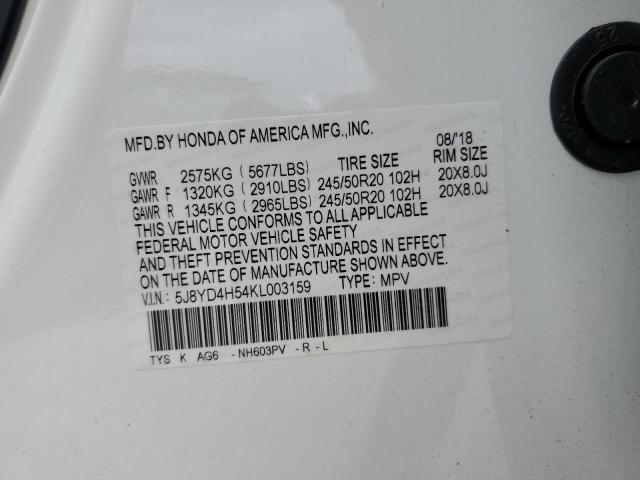 MFD.BY HONDA OF AMERICA MFG.,INC. 08/'18
GVWR 2575KG ( 5677LBS) TIRE SIZE RIM SIZE
GAWR F 1320KG ( 2910LBS) 245/50R20 102H 20X8.0J
GAWR R 1345KG ( 2965LBS) 245/50R20 102H 20X8.0J
THIS VEHICLE CONFORMS TO ALL APPLICABLE
FEDERAL MOTOR VEHICLE SAFETY
AND THEFT PREVENTION STANDARDS IN EFFECT
ON THE DATE OF MANUFACTURE SHOWN ABOVE.
V.I.N.: 5J8YD4H54KL003159 TYPE: MPV
TYS K AG6 -NH603PV -R-L